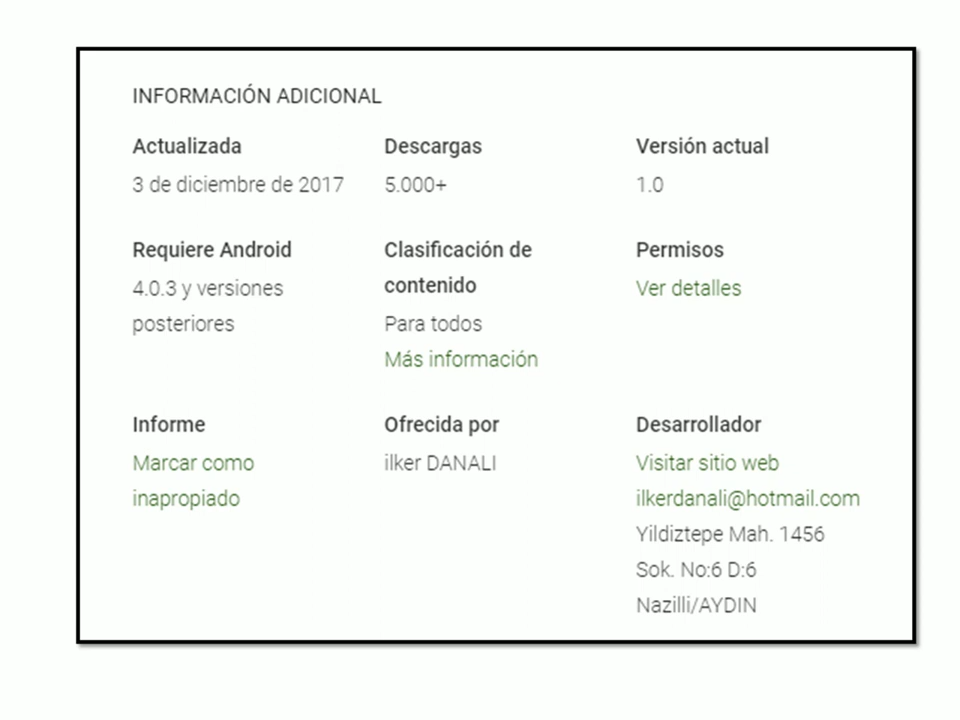 INFORMACIÓN ADICIONAL
Actualizada
3 de diciembre de 2017
Descargas
5.000+
Versión actual
1.0
Requiere Android
4.0.3 y versiones
posteriores
Clasificación de
contenido
Para todos
Más información
Permisos
Ver detalles
Informe
Marcar como
inapropiado
Ofrecida por
ilker DANALI
Desarrollador
Visitar sitio web
ilkerdanali@hotmail.com
Yildiztepe Mah. 1456
Sok. No:6 D:6
Nazilli/AYDIN